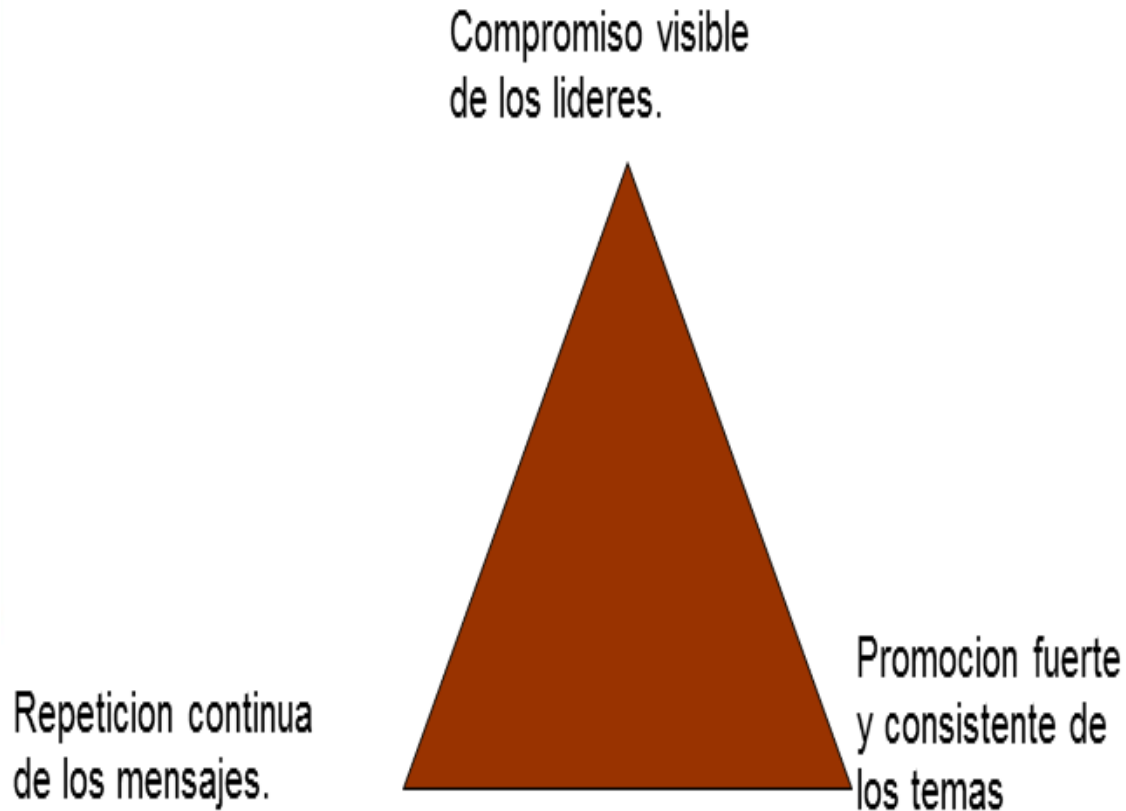 Compromiso visible
de los lideres.
Repeticion continua
de los mensajes.
Promocion fuerte
y consistente de
los temas